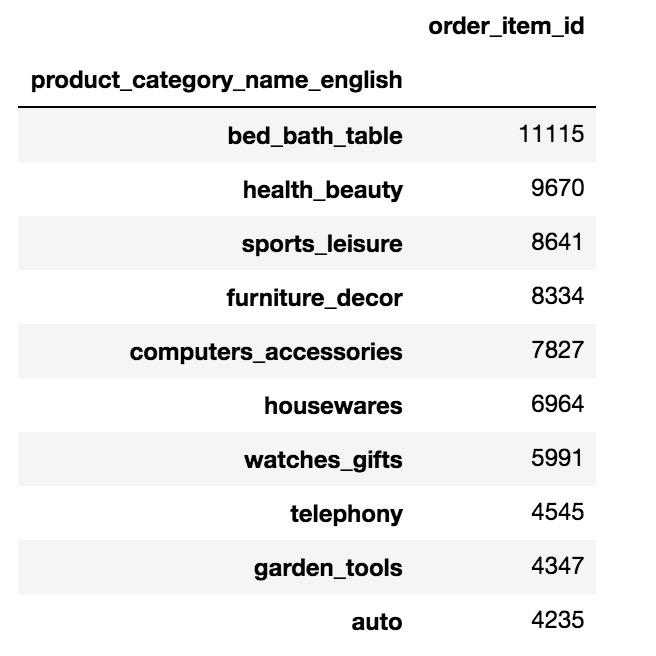 order_item_id
product_category_name_english
bed_bath_table 11115
health_beauty 9670
sports_leisure 8641
furniture_decor 8334
computers_accessories 7827
housewares 6964
watches_gifts 5991
telephony 4545
garden_tools 4347
auto 4235